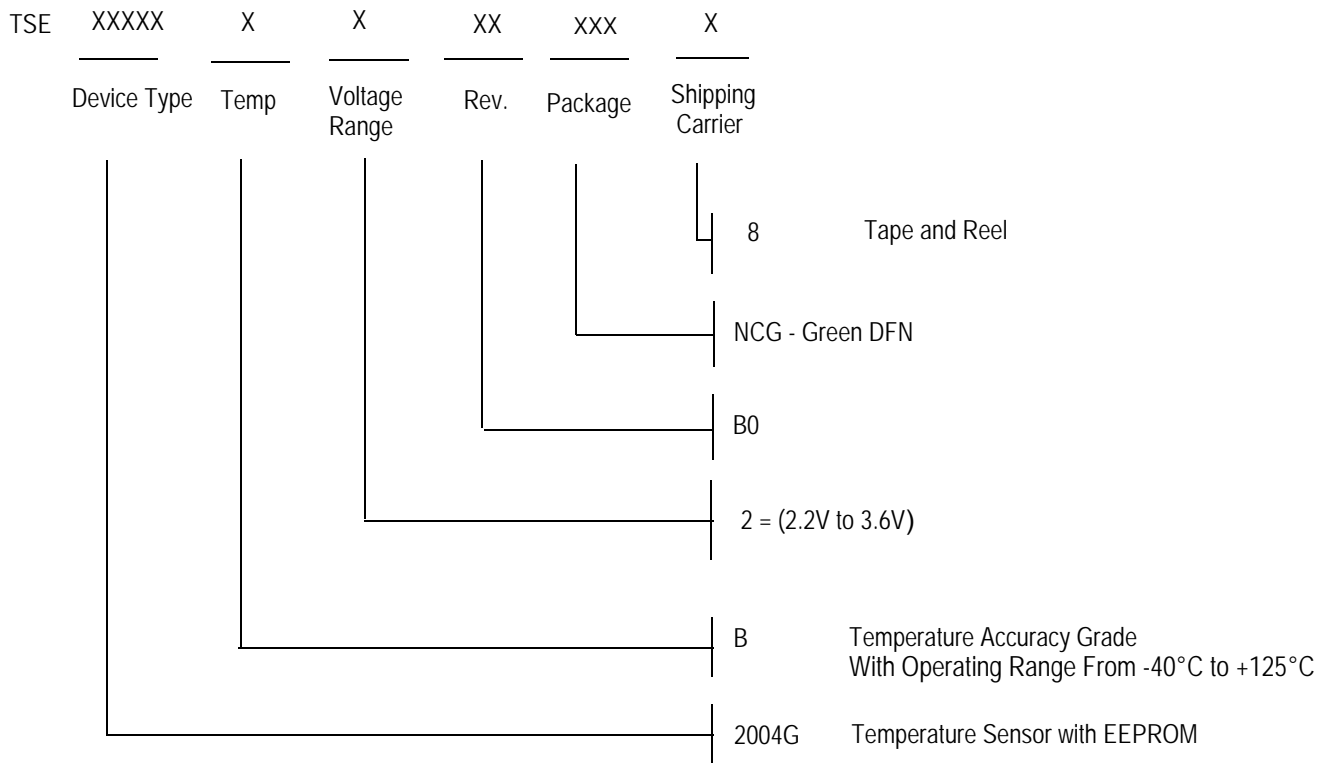 TSE XXXXX X X XX XXX X
Device Type Temp Voltage Range Rev. Package Shipping Carrier
8 Tape and Reel
NCG - Green DFN
B0
2 = (2.2V to 3.6V)
B Temperature Accuracy Grade
With Operating Range From -40°C to +125°C
2004G Temperature Sensor with EEPROM